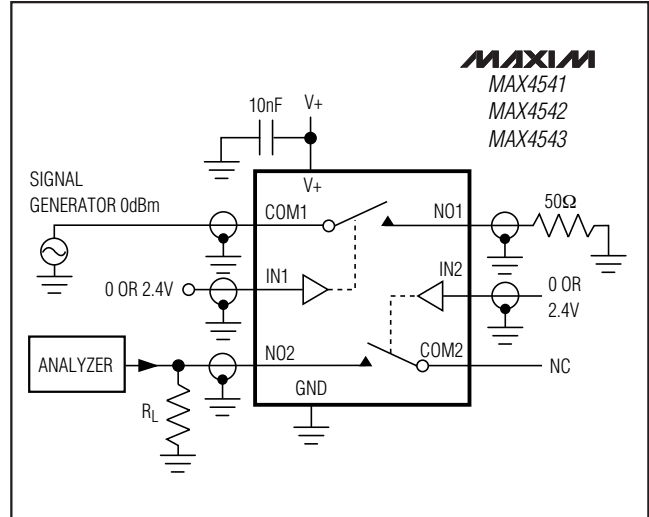 MAXIM
MAX4541
MAX4542
MAX4543
10nF
V+
V+
SIGNAL
GENERATOR 0dBm
COM1
NO1
50Ω
IN1
IN2
0 OR 2.4V
0 OR
2.4V
NO2
COM2
ANALYZER
NC
GND
RL